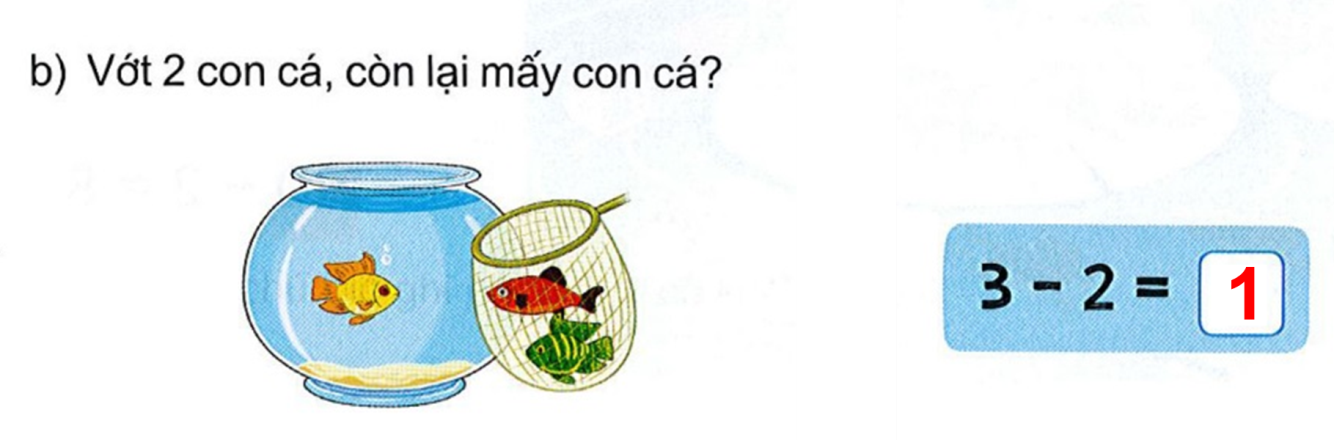 b) Vớt 2 con cá, còn lại mấy con cá?
3 - 2 = 1